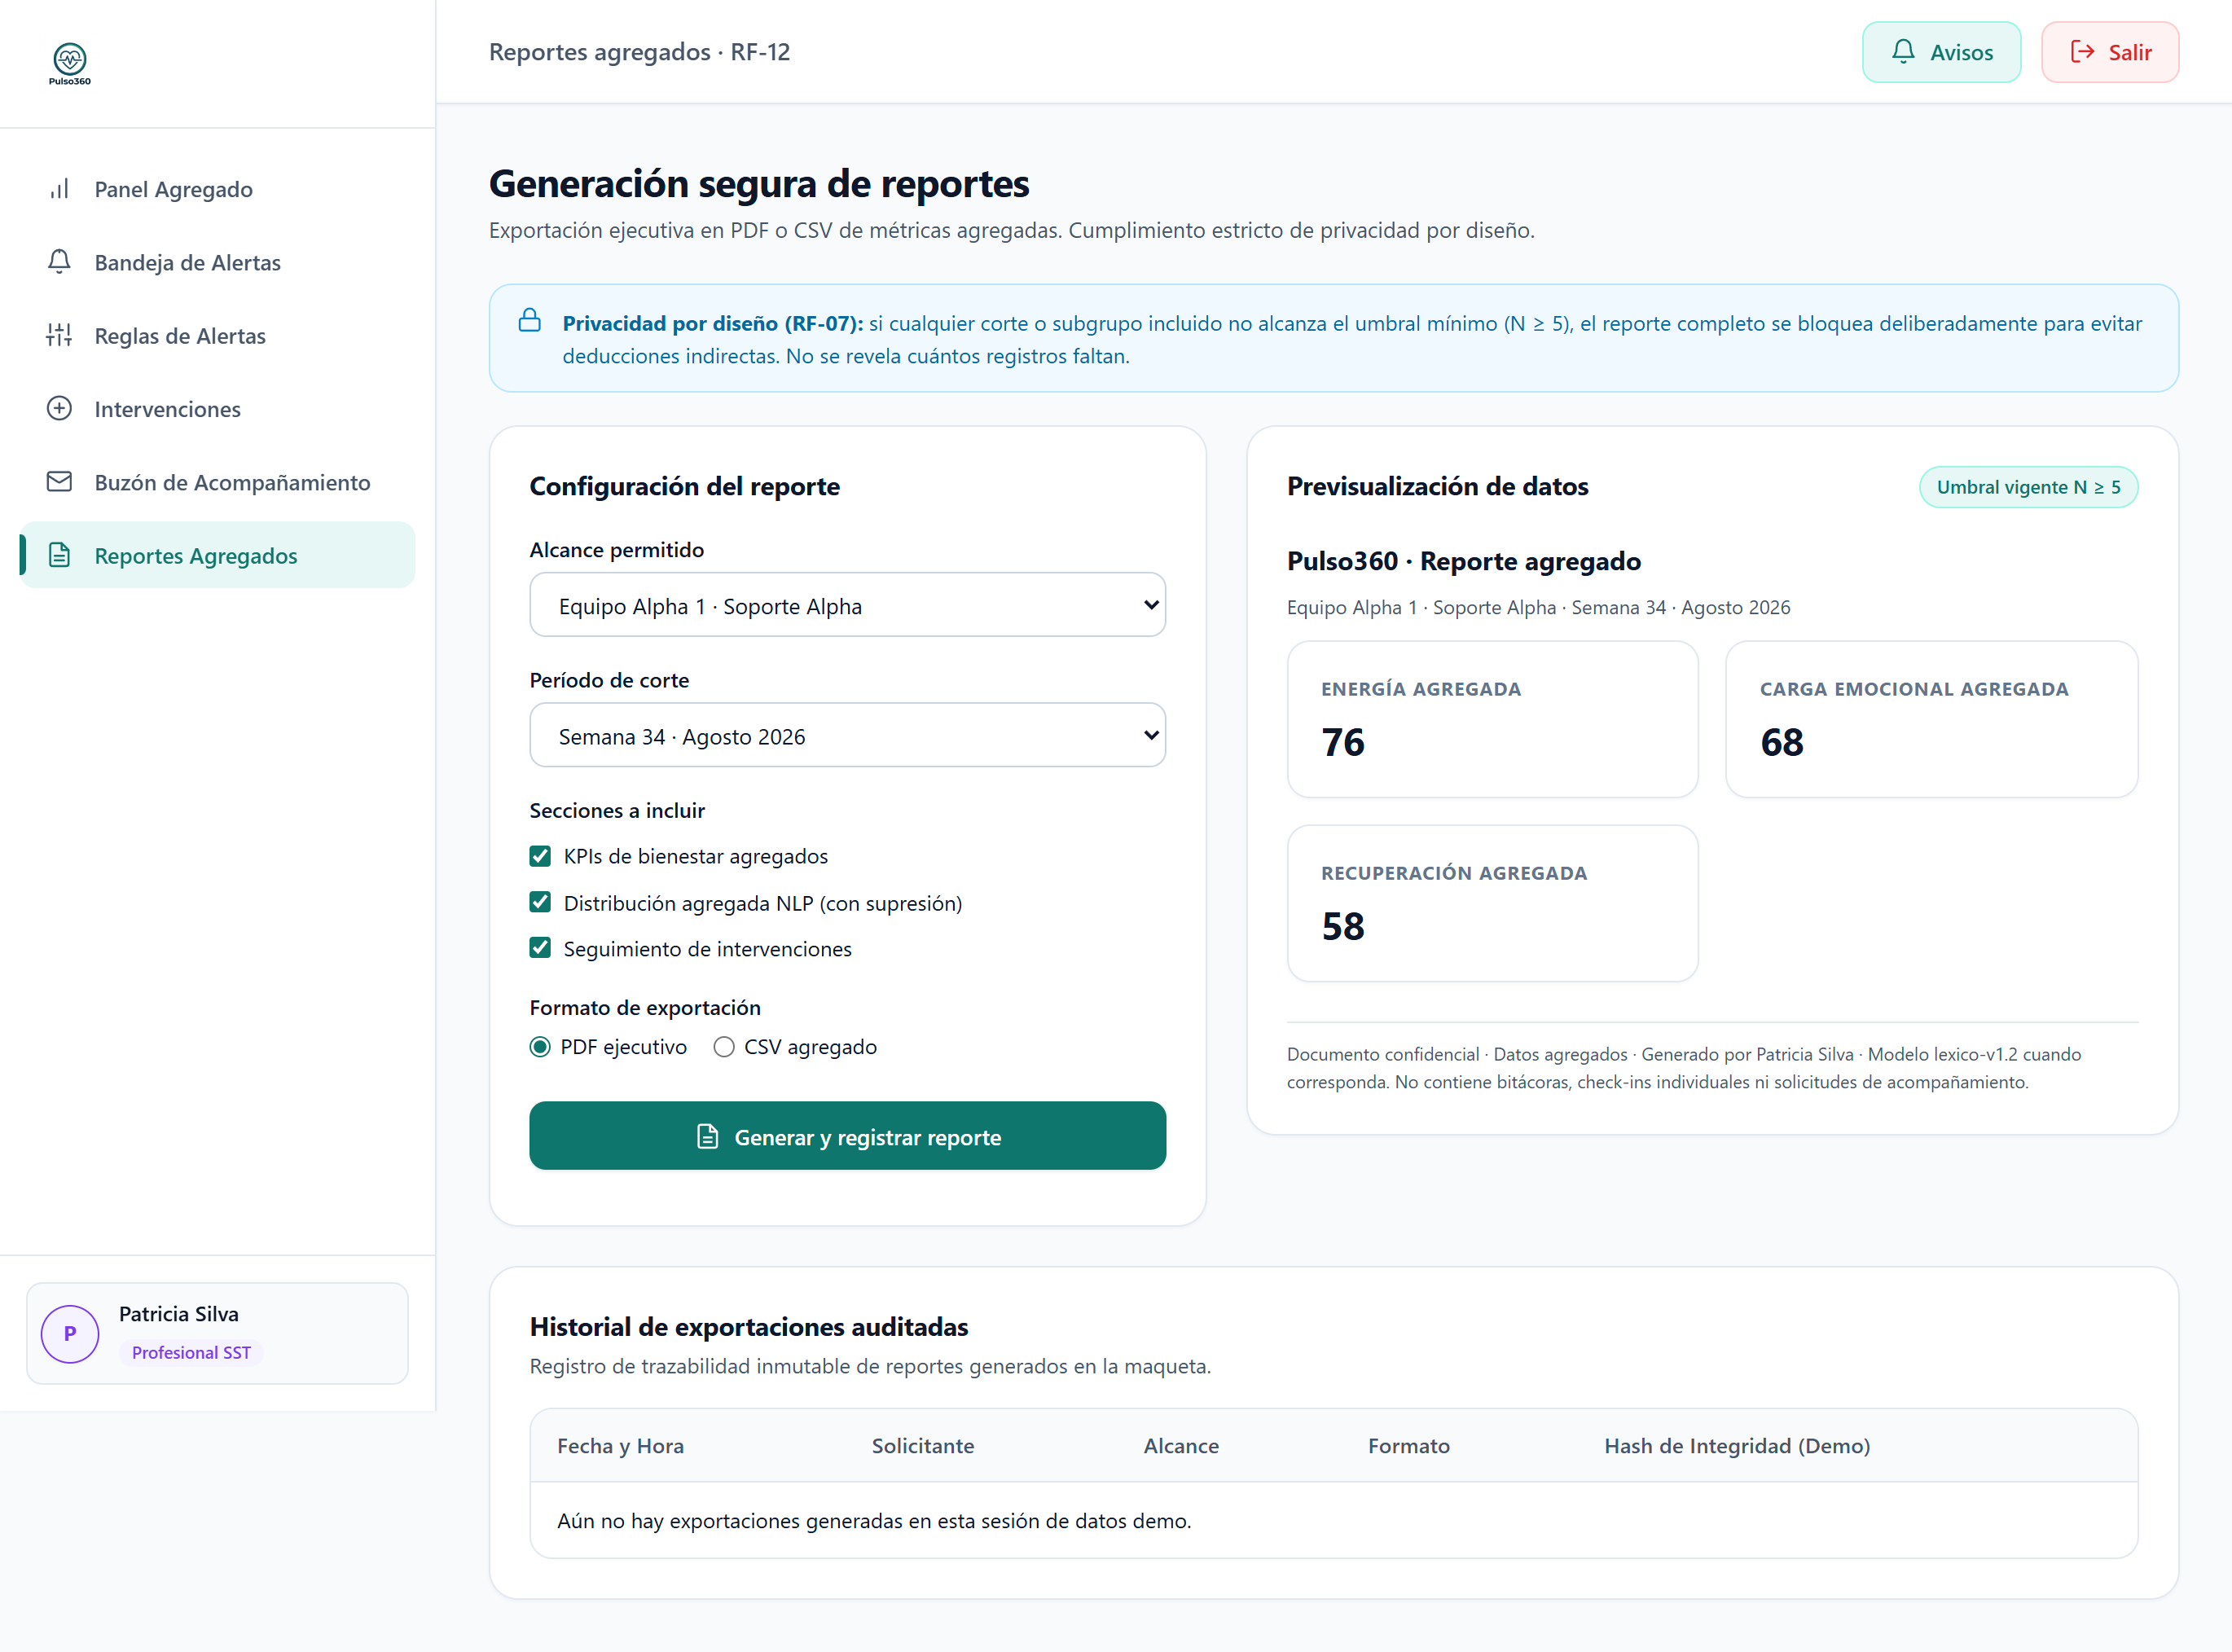 Pulso360
Panel Agregado
Bandeja de Alertas
Reglas de Alertas
Intervenciones
Buzón de Acompañamiento
Reportes Agregados
Patricia Silva
P
Profesional SST
Reportes agregados · RF-12
Avisos
Salir
Generación segura de reportes
Exportación ejecutiva en PDF o CSV de métricas agregadas. Cumplimiento estricto de privacidad por diseño.
Privacidad por diseño (RF-07): si cualquier corte o subgrupo incluido no alcanza el umbral mínimo (N ≥ 5), el reporte completo se bloquea deliberadamente para evitar
deducciones indirectas. No se revela cuántos registros faltan.
Configuración del reporte
Alcance permitido
Equipo Alpha 1 · Soporte Alpha
Período de corte
Semana 34 · Agosto 2026
Secciones a incluir
KPIs de bienestar agregados
Distribución agregada NLP (con supresión)
Seguimiento de intervenciones
Formato de exportación
PDF ejecutivo
CSV agregado
Generar y registrar reporte
Previsualización de datos
Umbral vigente N ≥ 5
Pulso360 · Reporte agregado
Equipo Alpha 1 · Soporte Alpha · Semana 34 · Agosto 2026
ENERGÍA AGREGADA
76
CARGA EMOCIONAL AGREGADA
68
RECUPERACIÓN AGREGADA
58
Documento confidencial · Datos agregados · Generado por Patricia Silva · Modelo lexico-v1.2 cuando
corresponda. No contiene bitácoras, check-ins individuales ni solicitudes de acompañamiento.
Historial de exportaciones auditadas
Registro de trazabilidad inmutable de reportes generados en la maqueta.
Fecha y Hora
Solicitante
Alcance
Formato
Hash de Integridad (Demo)
Aún no hay exportaciones generadas en esta sesión de datos demo.